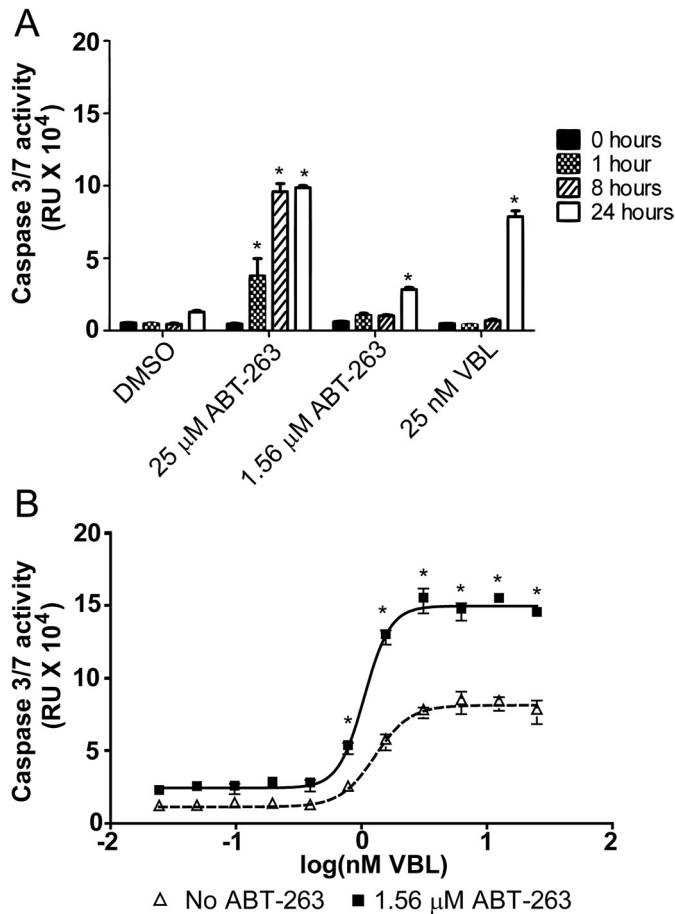 A
Caspase 3/7 activity
(RU X 10⁴)
20
15
10
5
0
* * * * *
0 hours
1 hour
8 hours
24 hours
DMSO
25 µM ABT-263
1.56 µM ABT-263
25 nM VBL
B
Caspase 3/7 activity
(RU X 10⁴)
20
15
10
5
0
* * * * * *
-2 -1 0 1 2
log(nM VBL)
No ABT-263 1.56 µM ABT-263